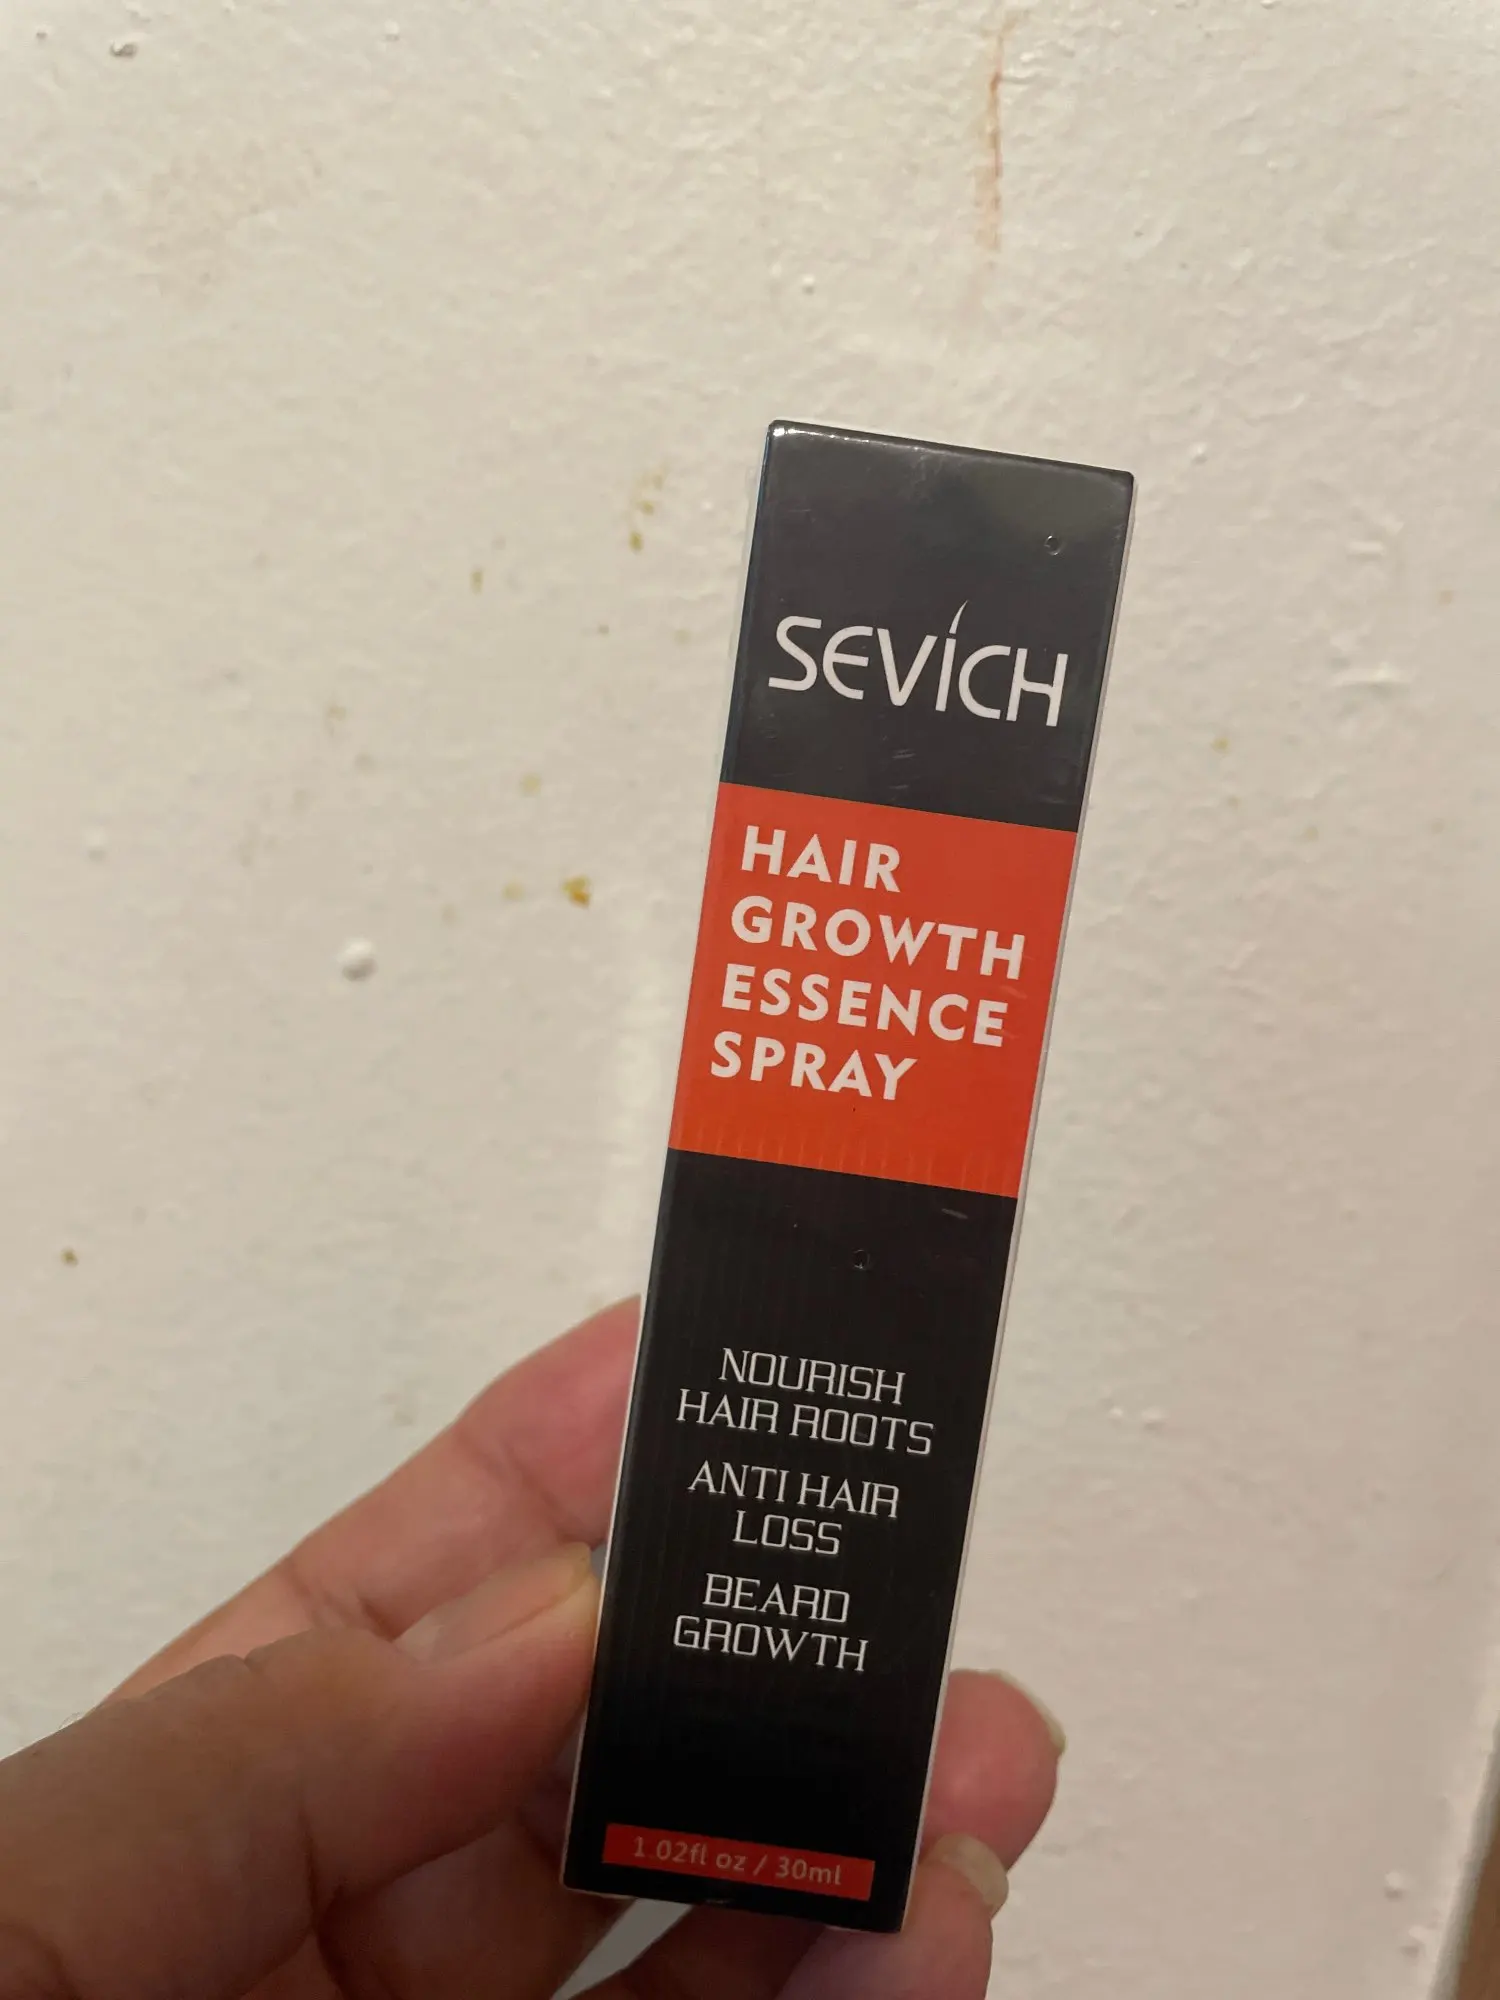 SEVICH
HAIR
GROWTH
ESSENCE
SPRAY
NOURISH
HAIR ROOTS
ANTI HAIR
LOSS
BEARD
GROWTH
1.02fl oz / 30ml